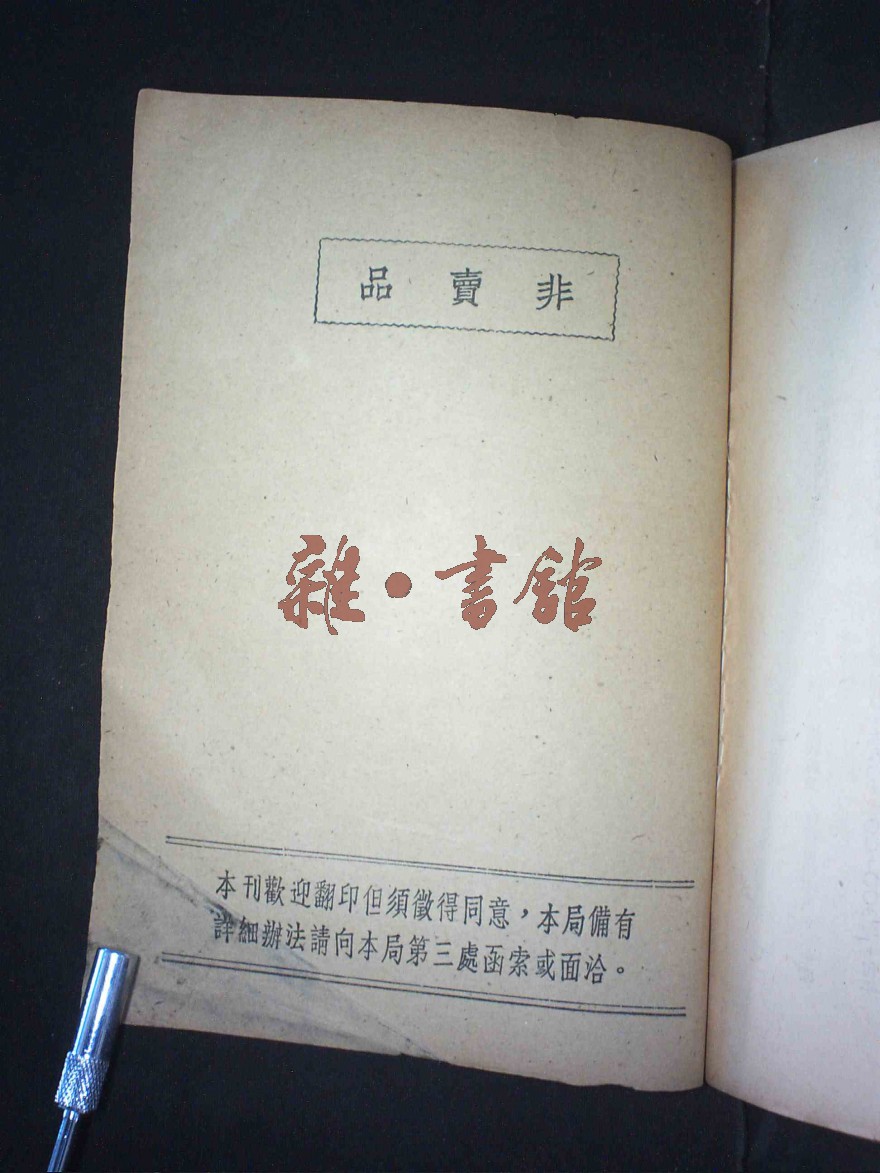 非賣品
雜·書館
本刊歡迎翻印但須徵得同意，本局備有
詳細辦法請向本局第三處函索或面洽。